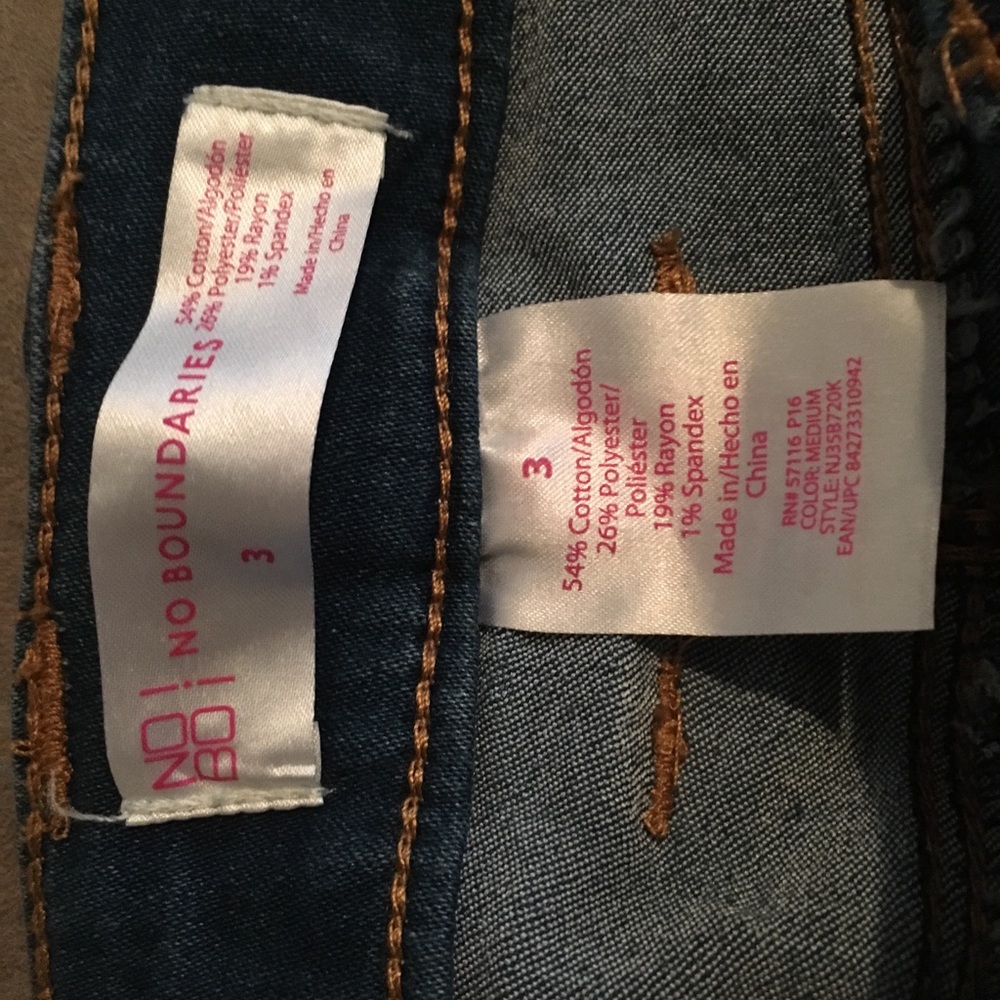 NO!
BO!
NO BOUNDARIES
3
54% Cotton/Algodón
26% Polyester/Poliéster
19% Rayon
1% Spandex
Made in/Hecho en
China
3
54% Cotton/Algodón
26% Polyester/
Poliéster
19% Rayon
1% Spandex
Made in/Hecho en
China
RN# 57116 P16
COLOR: MEDIUM
STYLE: NJ35B720K
EAN/UPC 84273310942